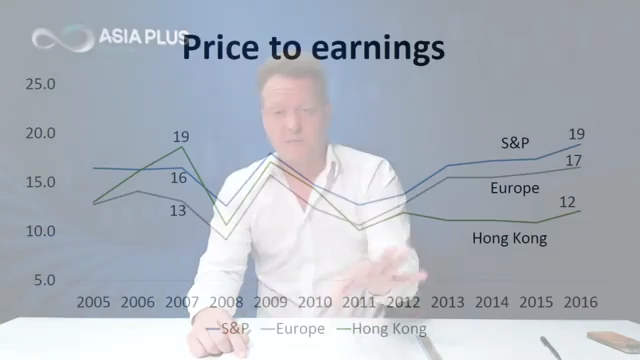 ASIA PLUS
Price to earnings
25.0
20.0
15.0
10.0
5.0
19
16
13
S&P
19
17
Europe
12
Hong Kong
2005 2006 2007 2008 2009 2010 2011 2012 2013 2014 2015 2016
S&P Europe Hong Kong